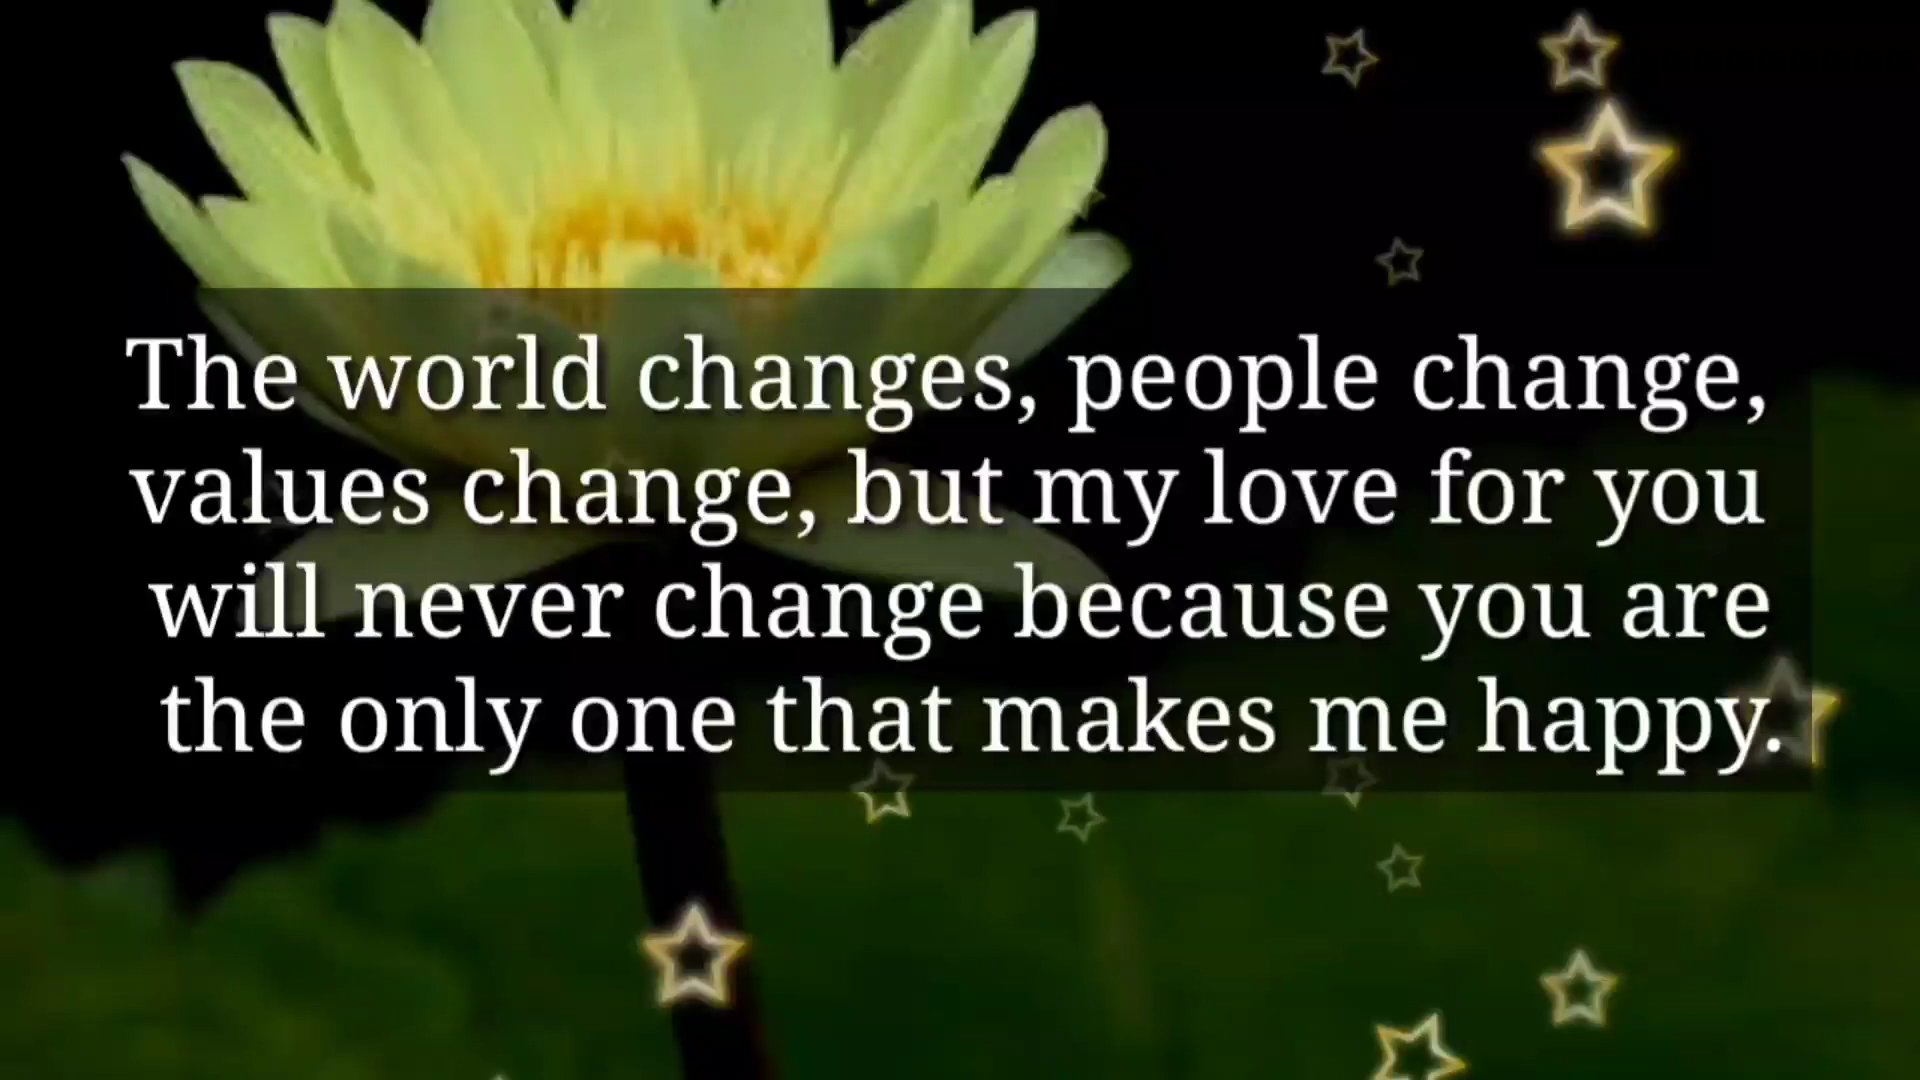 The world changes, people change,
values change, but my love for you
will never change because you are
the only one that makes me happy.